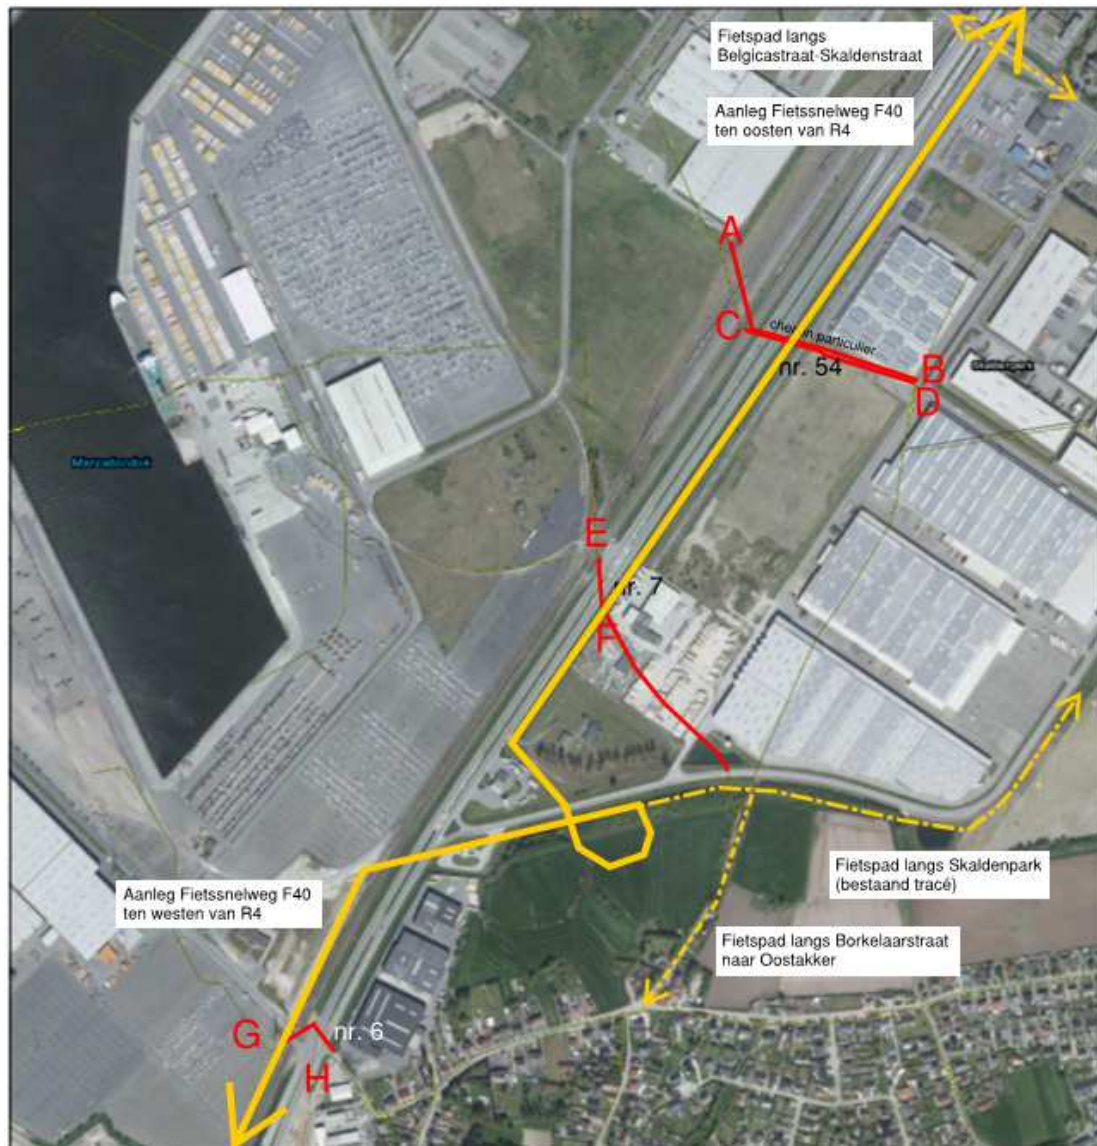 Fietspad langs
Belgicastraat-Skaldenstraat
Aanleg Fietssnelweg F40
ten oosten van R4
A
C
chemin particulier
nr. 54
B
D
E
nr. 7
F
Fietspad langs Skaldenpark
(bestaand tracé)
Aanleg Fietssnelweg F40
ten westen van R4
Fietspad langs Borkelaarstraat
naar Oostakker
G
nr. 6
H